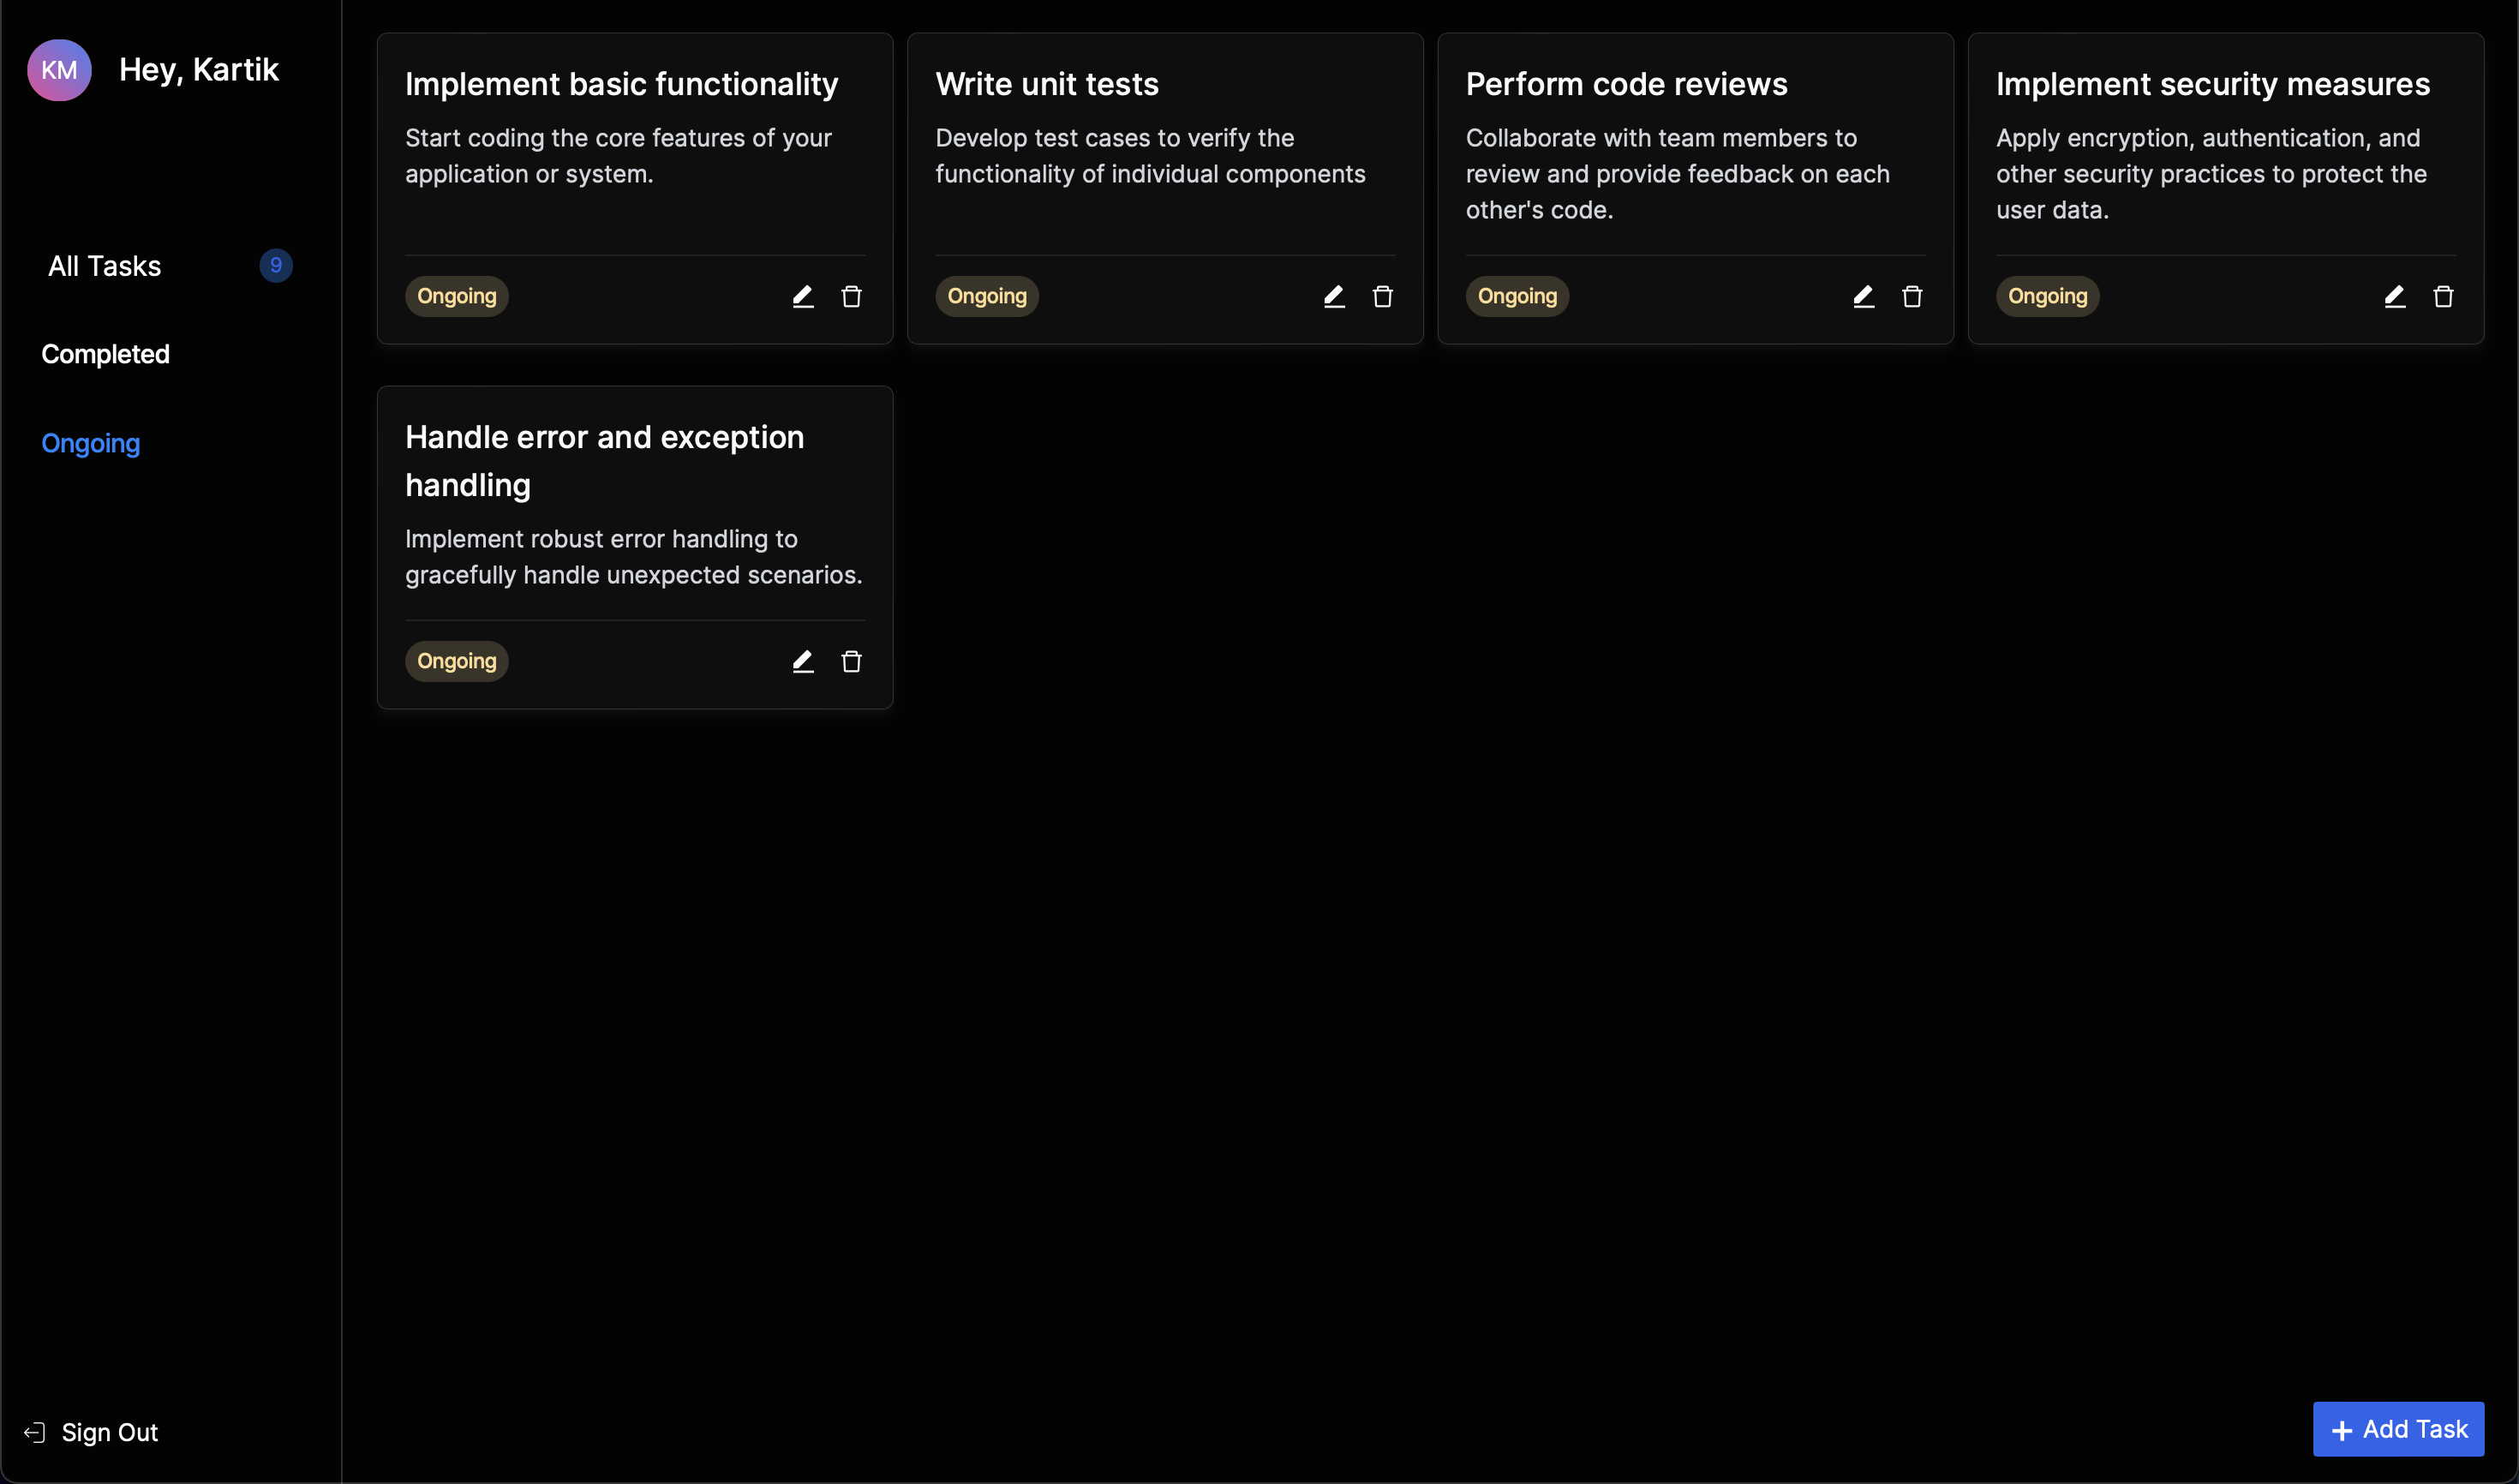 KM
Hey, Kartik
All Tasks
9
Completed
Ongoing
Sign Out
Implement basic functionality
Start coding the core features of your
application or system.
Ongoing
Write unit tests
Develop test cases to verify the
functionality of individual components
Ongoing
Perform code reviews
Collaborate with team members to
review and provide feedback on each
other's code.
Ongoing
Implement security measures
Apply encryption, authentication, and
other security practices to protect the
user data.
Ongoing
Handle error and exception
handling
Implement robust error handling to
gracefully handle unexpected scenarios.
Ongoing
Add Task